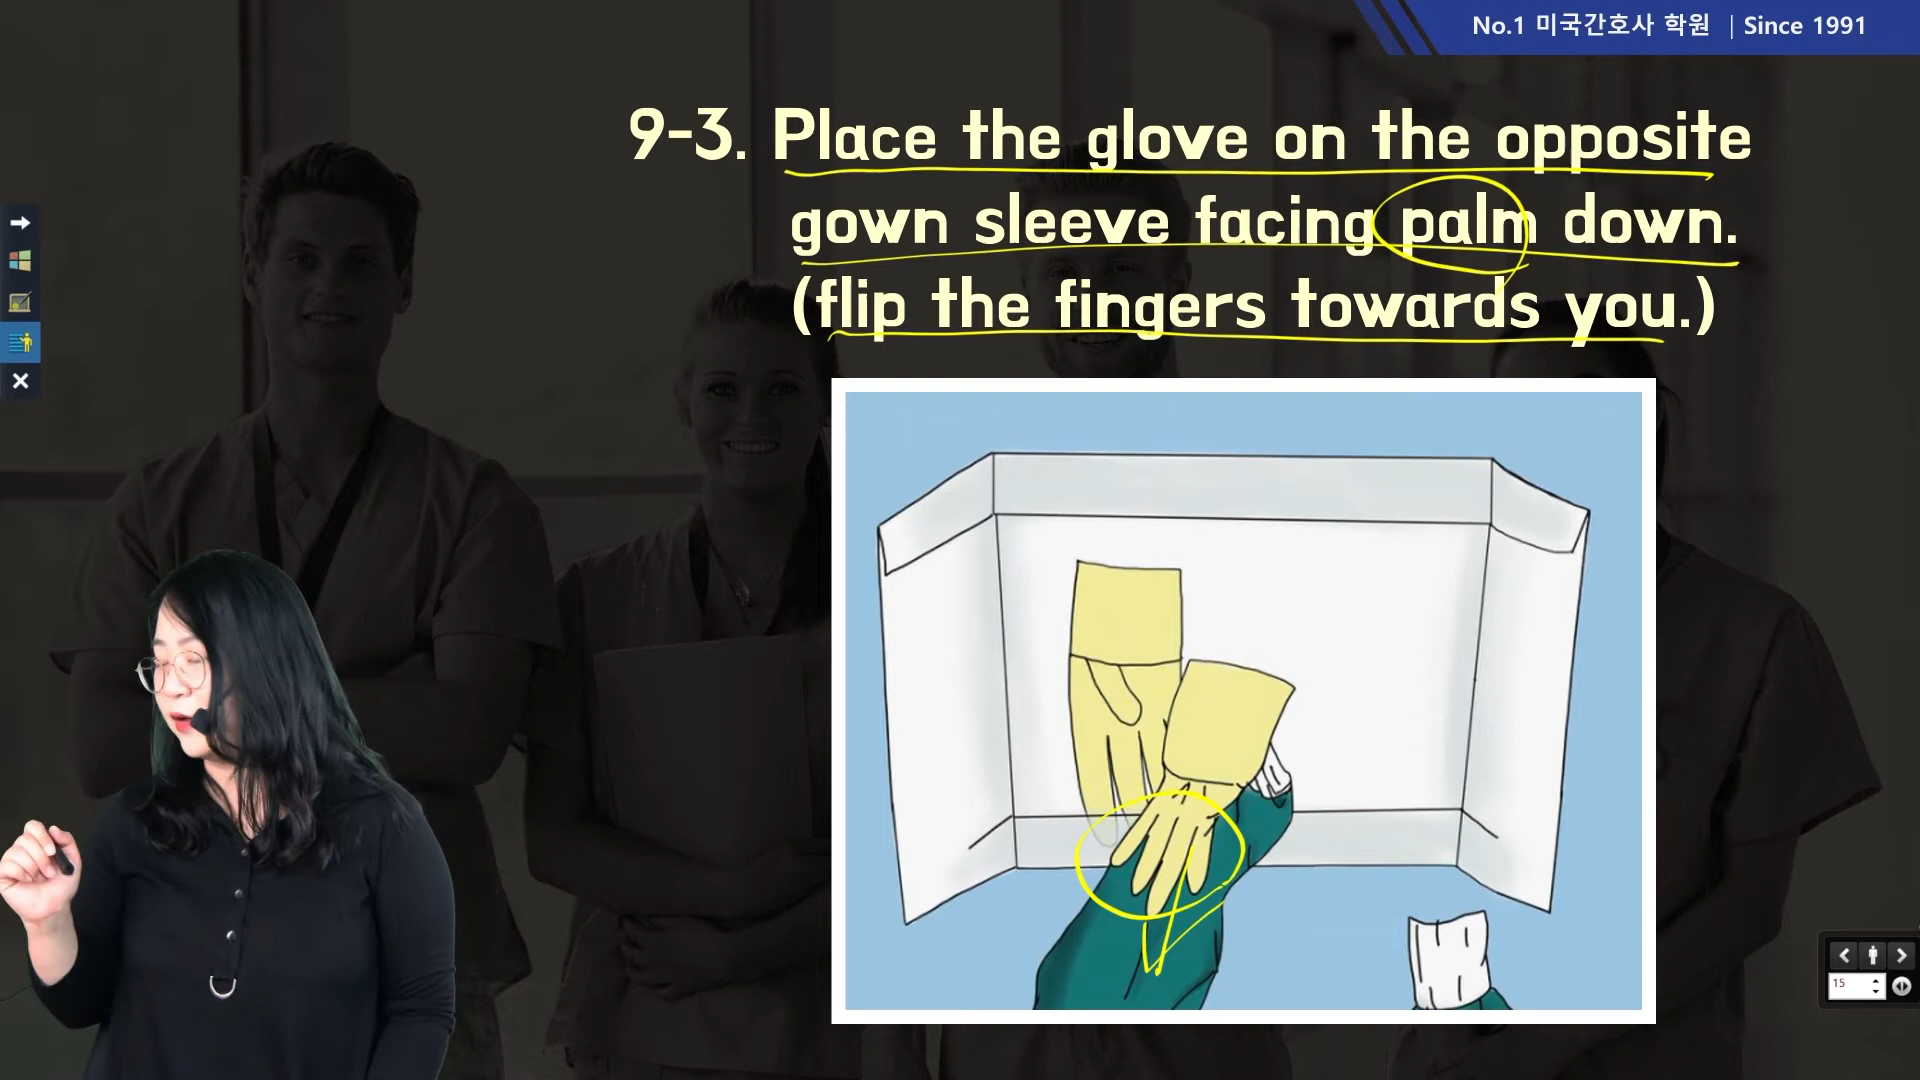 No.1 미국간호사 학원 | Since 1991
9-3. Place the glove on the opposite
gown sleeve facing palm down.
(flip the fingers towards you.)
15